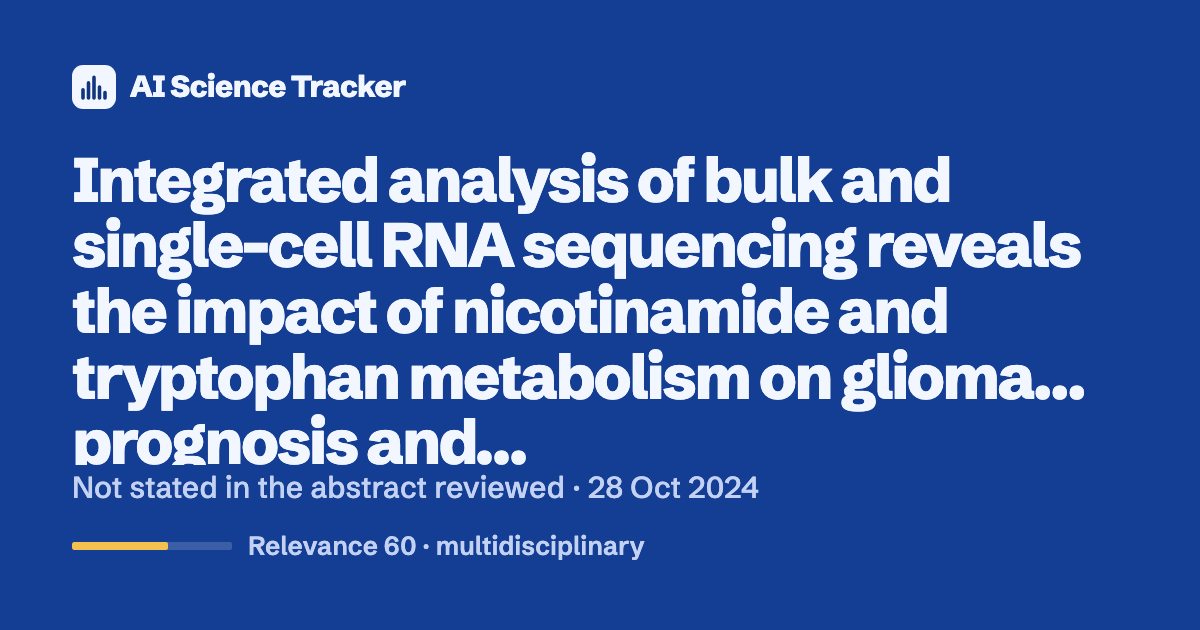 AI Science Tracker
Integrated analysis of bulk and
single-cell RNA sequencing reveals
the impact of nicotinamide and
tryptophan metabolism on glioma...
prognosis and...
Not stated in the abstract reviewed · 28 Oct 2024
Relevance 60 · multidisciplinary